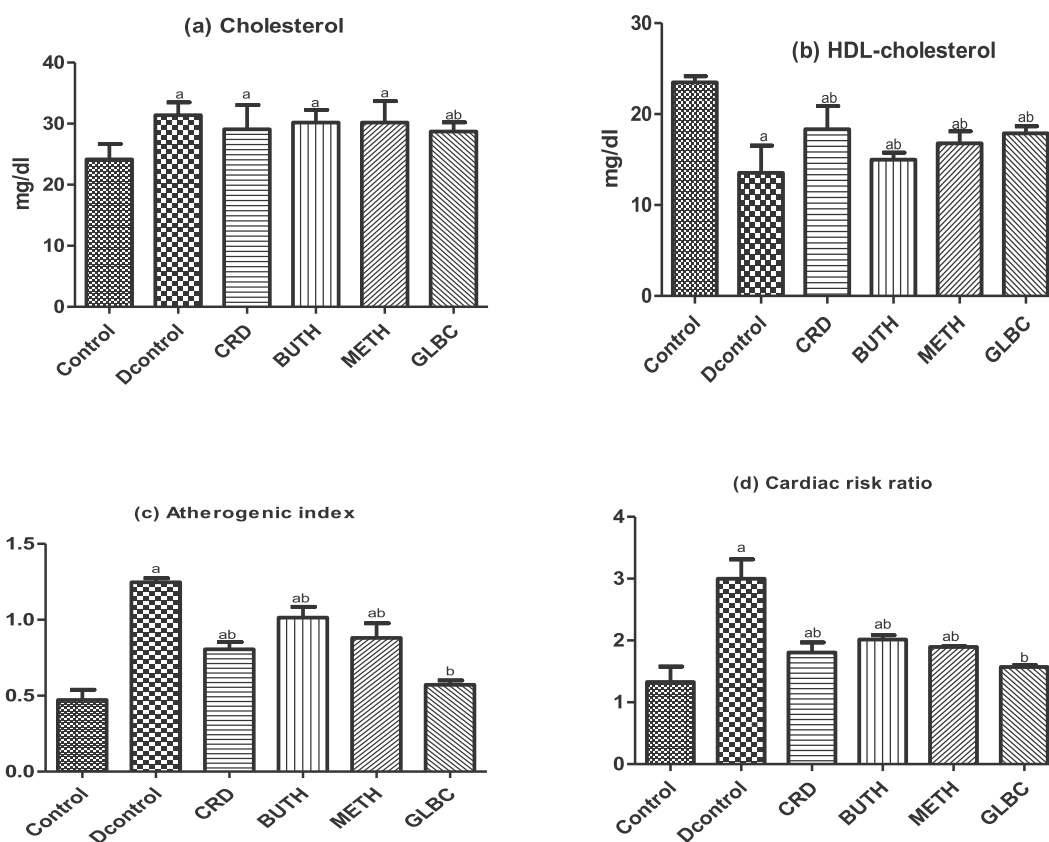 (a) Cholesterol
40
30
20
10
0
mg/dl
a
a
a
a
ab
Control
Dcontrol
CRD
BUTH
METH
GLBC
(b) HDL-cholesterol
30
20
10
0
mg/dl
a
ab
ab
ab
ab
Control
Dcontrol
CRD
BUTH
METH
GLBC
(c) Atherogenic index
1.5
1.0
0.5
0.0
a
ab
ab
ab
b
Control
Dcontrol
CRD
BUTH
METH
GLBC
(d) Cardiac risk ratio
4
3
2
1
0
a
ab
ab
ab
b
Control
Dcontrol
CRD
BUTH
METH
GLBC